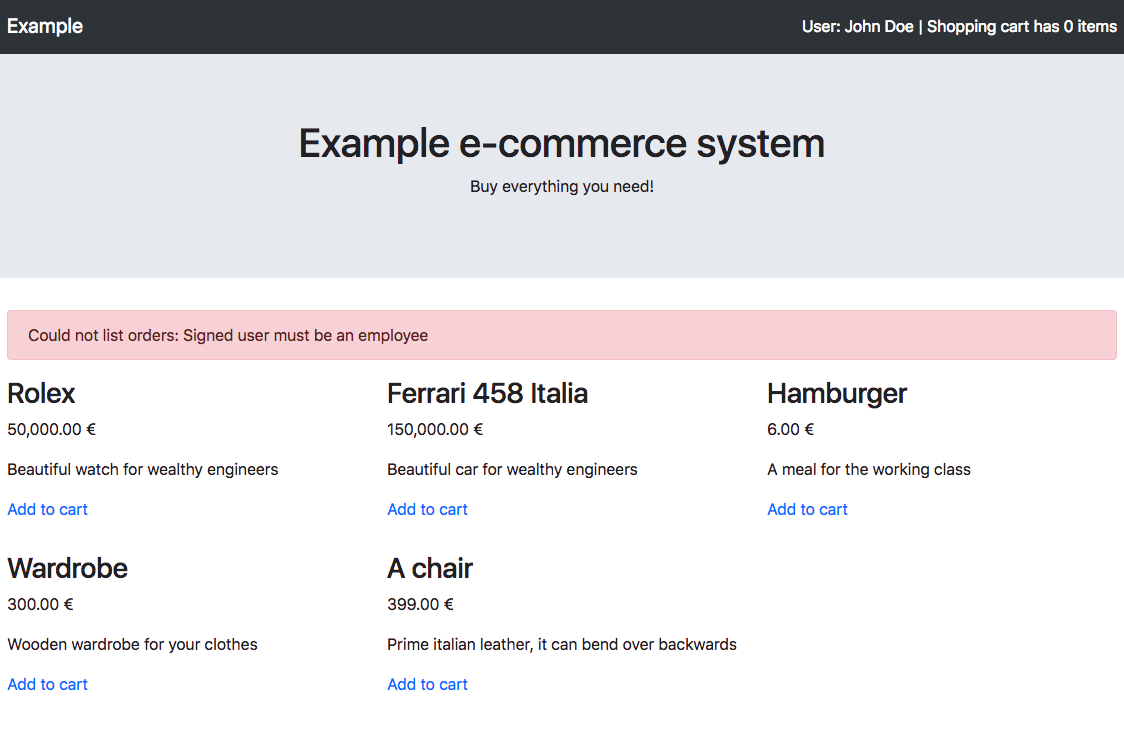 Example
User: John Doe | Shopping cart has 0 items
Example e-commerce system
Buy everything you need!
Could not list orders: Signed user must be an employee
Rolex
50,000.00 €
Beautiful watch for wealthy engineers
Add to cart
Ferrari 458 Italia
150,000.00 €
Beautiful car for wealthy engineers
Add to cart
Hamburger
6.00 €
A meal for the working class
Add to cart
Wardrobe
300.00 €
Wooden wardrobe for your clothes
Add to cart
A chair
399.00 €
Prime italian leather, it can bend over backwards
Add to cart